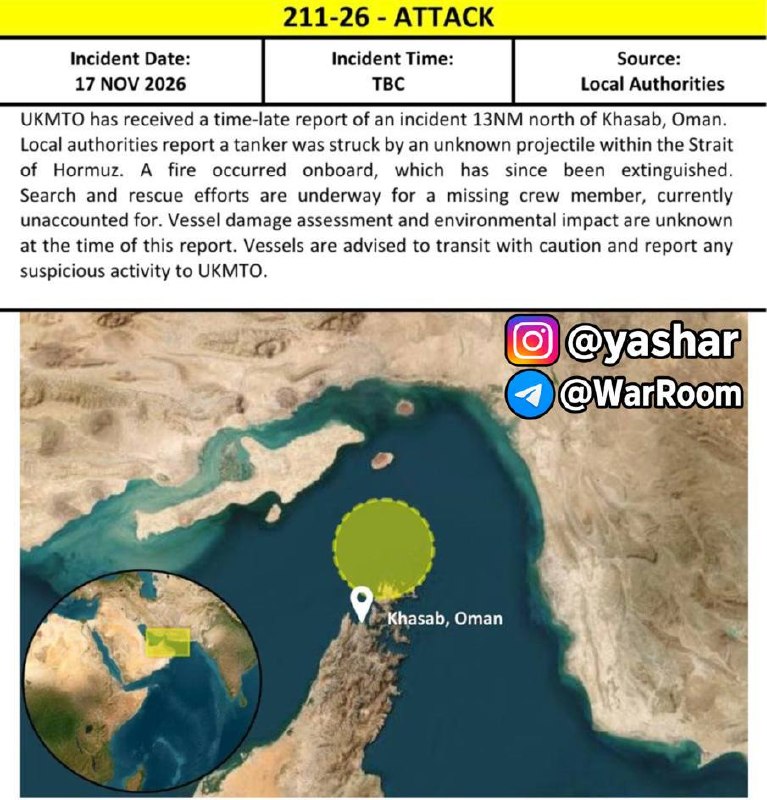 211-26 - ATTACK
Incident Date:
17 NOV 2026
Incident Time:
TBC
Source:
Local Authorities
UKMTO has received a time-late report of an incident 13NM north of Khasab, Oman.
Local authorities report a tanker was struck by an unknown projectile within the Strait
of Hormuz. A fire occurred onboard, which has since been extinguished.
Search and rescue efforts are underway for a missing crew member, currently
unaccounted for. Vessel damage assessment and environmental impact are unknown
at the time of this report. Vessels are advised to transit with caution and report any
suspicious activity to UKMTO.
@yashar
@WarRoom
Khasab, Oman